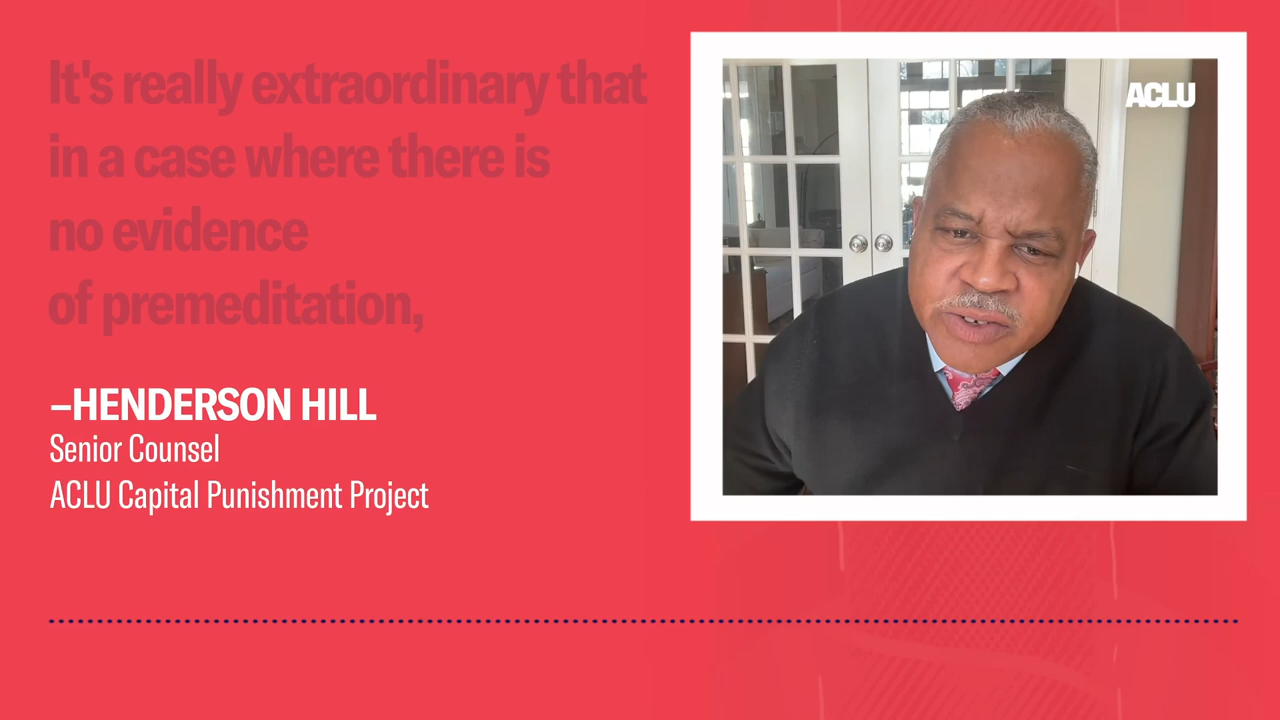 It's really extraordinary that
in a case where there is
no evidence
of premeditation,
–HENDERSON HILL
Senior Counsel
ACLU Capital Punishment Project
ACLU